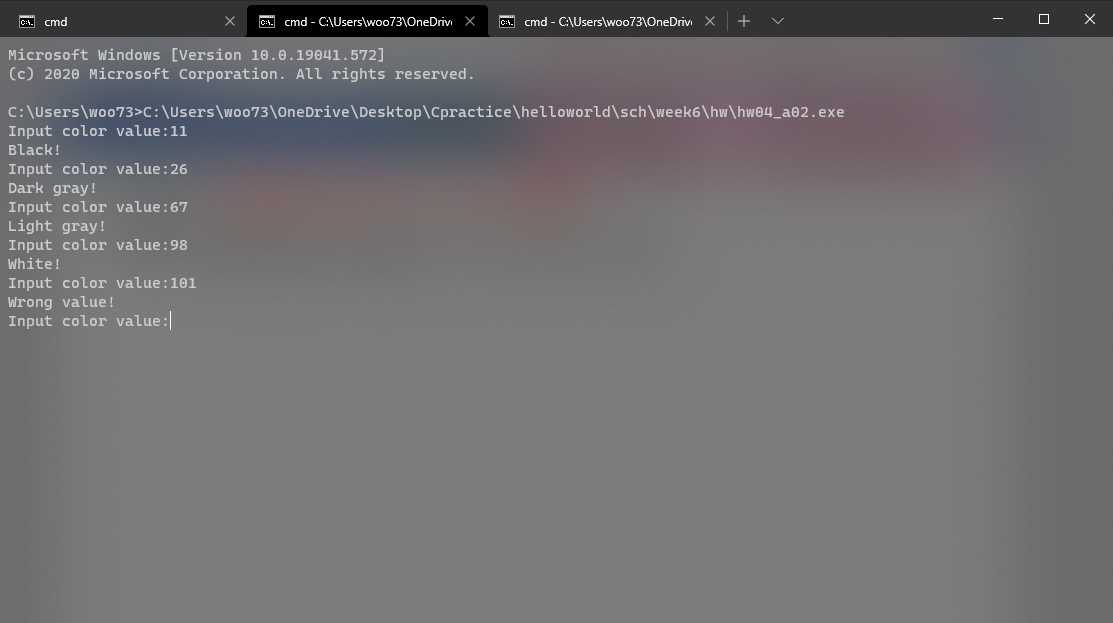 cmd
cmd - C:\Users\woo73\OneDrive
cmd - C:\Users\woo73\OneDri
Microsoft Windows [Version 10.0.19041.572]
(c) 2020 Microsoft Corporation. All rights reserved.
C:\Users\woo73>C:\Users\woo73\OneDrive\Desktop\Cpractice\helloworld\sch\week6\hw\hw04_a02.exe
Input color value:11
Black!
Input color value:26
Dark gray!
Input color value:67
Light gray!
Input color value:98
White!
Input color value:101
Wrong value!
Input color value: